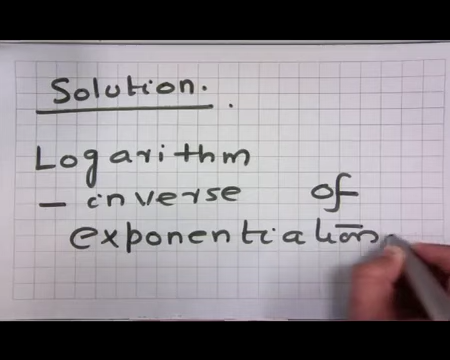 Solution.
Logarithm
- inverse of
exponentiation.